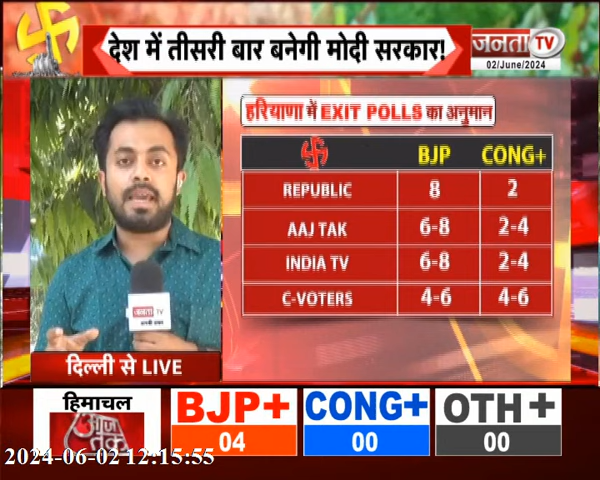 देश में तीसरी बार बनेगी मोदी सरकार!
जनता TV
02/June/2024
हरियाणा में EXIT POLLS का अनुमान
BJP CONG+
REPUBLIC 8 2
AAJ TAK 6-8 2-4
INDIA TV 6-8 2-4
C-VOTERS 4-6 4-6
जनता TV
दिल्ली से LIVE
हिमाचल
आज तक
BJP+ CONG+ OTH+
04 00 00
2024-06-02 12:15:55